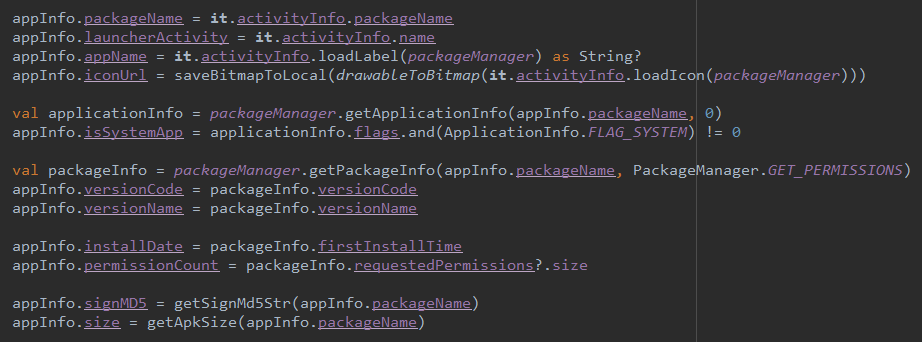 appInfo.packageName = it.activityInfo.packageName
appInfo.launcherActivity = it.activityInfo.name
appInfo.appName = it.activityInfo.loadLabel(packageManager) as String?
appInfo.iconUrl = saveBitmapToLocal(drawableToBitmap(it.activityInfo.loadIcon(packageManager)))
val applicationInfo = packageManager.getApplicationInfo(appInfo.packageName, 0)
appInfo.isSystemApp = applicationInfo.flags.and(ApplicationInfo.FLAG_SYSTEM) != 0
val packageInfo = packageManager.getPackageInfo(appInfo.packageName, PackageManager.GET_PERMISSIONS)
appInfo.versionCode = packageInfo.versionCode
appInfo.versionName = packageInfo.versionName
appInfo.installDate = packageInfo.firstInstallTime
appInfo.permissionCount = packageInfo.requestedPermissions?.size
appInfo.signMD5 = getSignMd5Str(appInfo.packageName)
appInfo.size = getApkSize(appInfo.packageName)